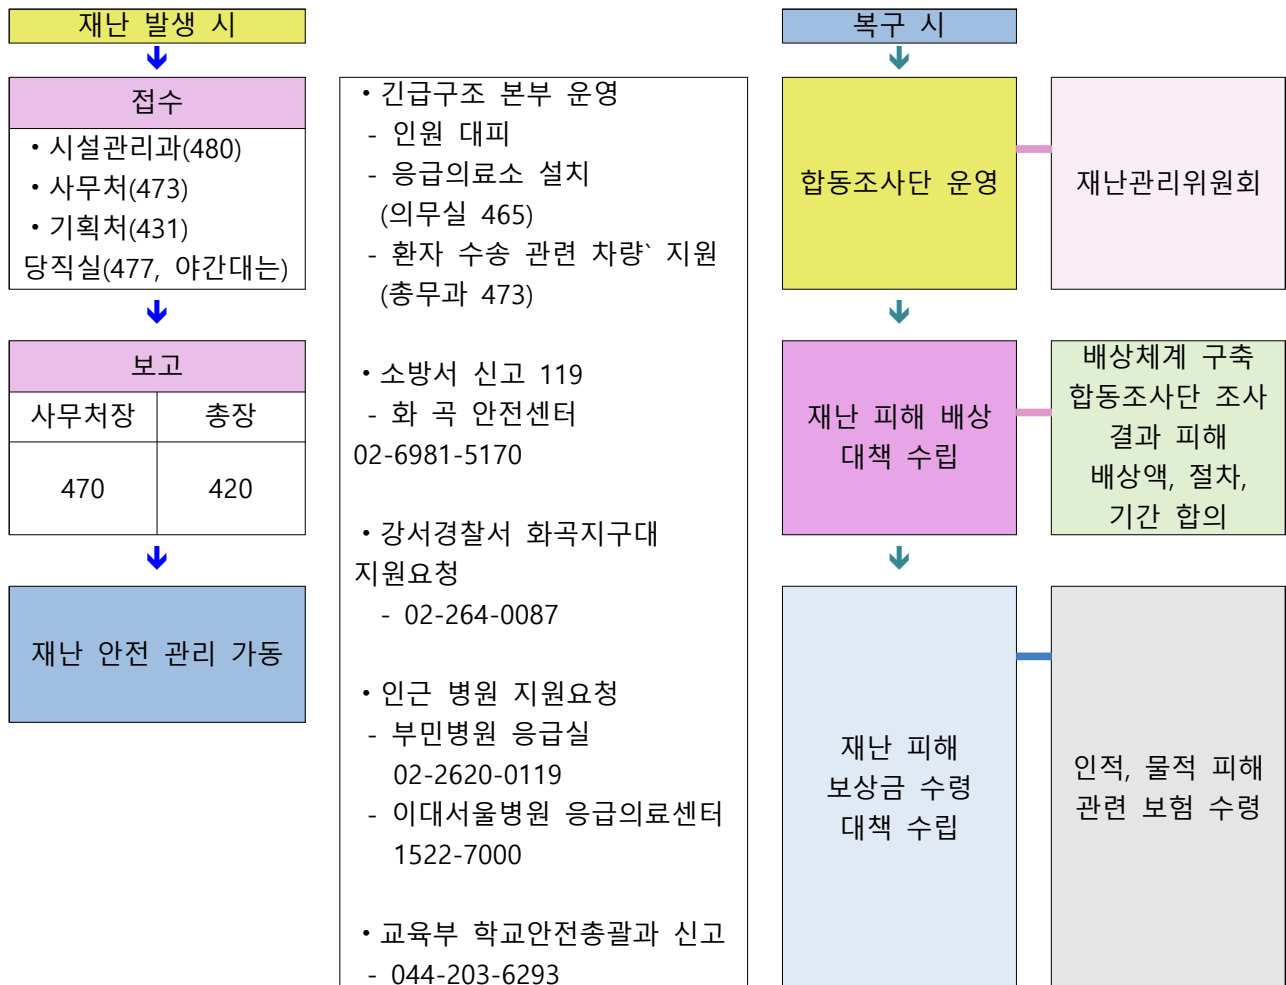 재난 발생 시
접수
・시설관리과(480)
・사무처(473)
・기획처(431)
당직실(477, 야간대는)
보고
사무처장 총장
470 420
재난 안전 관리 가동
・긴급구조 본부 운영
- 인원 대피
- 응급의료소 설치
(의무실 465)
- 환자 수송 관련 차량` 지원
(총무과 473)
・소방서 신고 119
- 화 곡 안전센터
02-6981-5170
・강서경찰서 화곡지구대
지원요청
- 02-264-0087
・인근 병원 지원요청
- 부민병원 응급실
02-2620-0119
- 이대서울병원 응급의료센터
1522-7000
・교육부 학교안전총괄과 신고
- 044-203-6293
복구 시
합동조사단 운영
재난관리위원회
재난 피해 배상
대책 수립
배상체계 구축
합동조사단 조사
결과 피해
배상액, 절차,
기간 합의
재난 피해
보상금 수령
대책 수립
인적, 물적 피해
관련 보험 수령